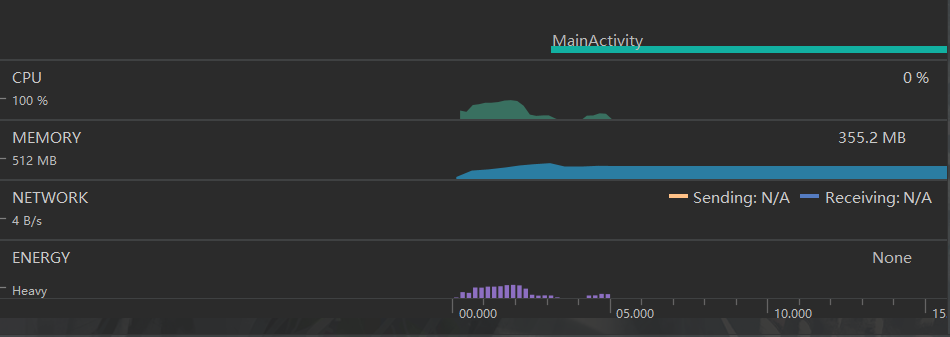 MainActivity
CPU 0 %
100 %
MEMORY 355.2 MB
512 MB
NETWORK Sending: N/A Receiving: N/A
4 B/s
ENERGY None
Heavy
00.000 05.000 10.000 15